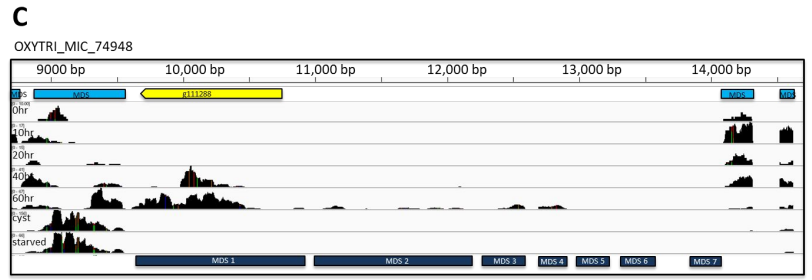 C
OXYTRI_MIC_74948
9000 bp 10,000 bp 11,000 bp 12,000 bp 13,000 bp 14,000 bp
MDS MDS g111288 MDS MDS
0hr
10hr
20hr
40hr
60hr
cyst
starved
MDS 1 MDS 2 MDS 3 MDS 4 MDS 5 MDS 6 MDS 7